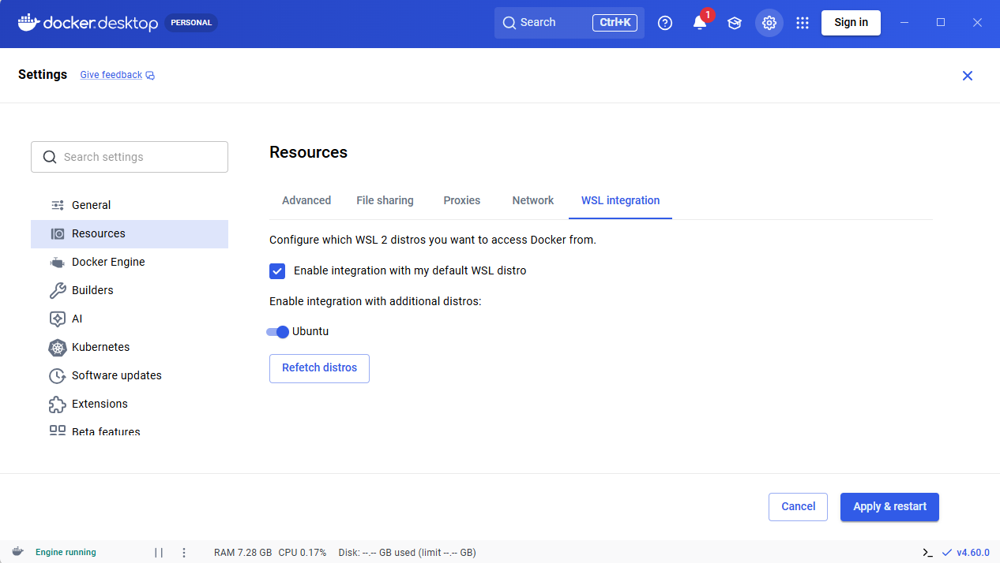 docker.desktop PERSONAL Search Ctrl+K 1 Sign in
Settings Give feedback
Search settings
General
Resources
Docker Engine
Builders
AI
Kubernetes
Software updates
Extensions
Beta features
Resources
Advanced File sharing Proxies Network WSL integration
Configure which WSL 2 distros you want to access Docker from.
Enable integration with my default WSL distro
Enable integration with additional distros:
Ubuntu
Refetch distros
Cancel Apply & restart
Engine running RAM 7.28 GB CPU 0.17% Disk: --.-- GB used (limit --.-- GB) v4.60.0